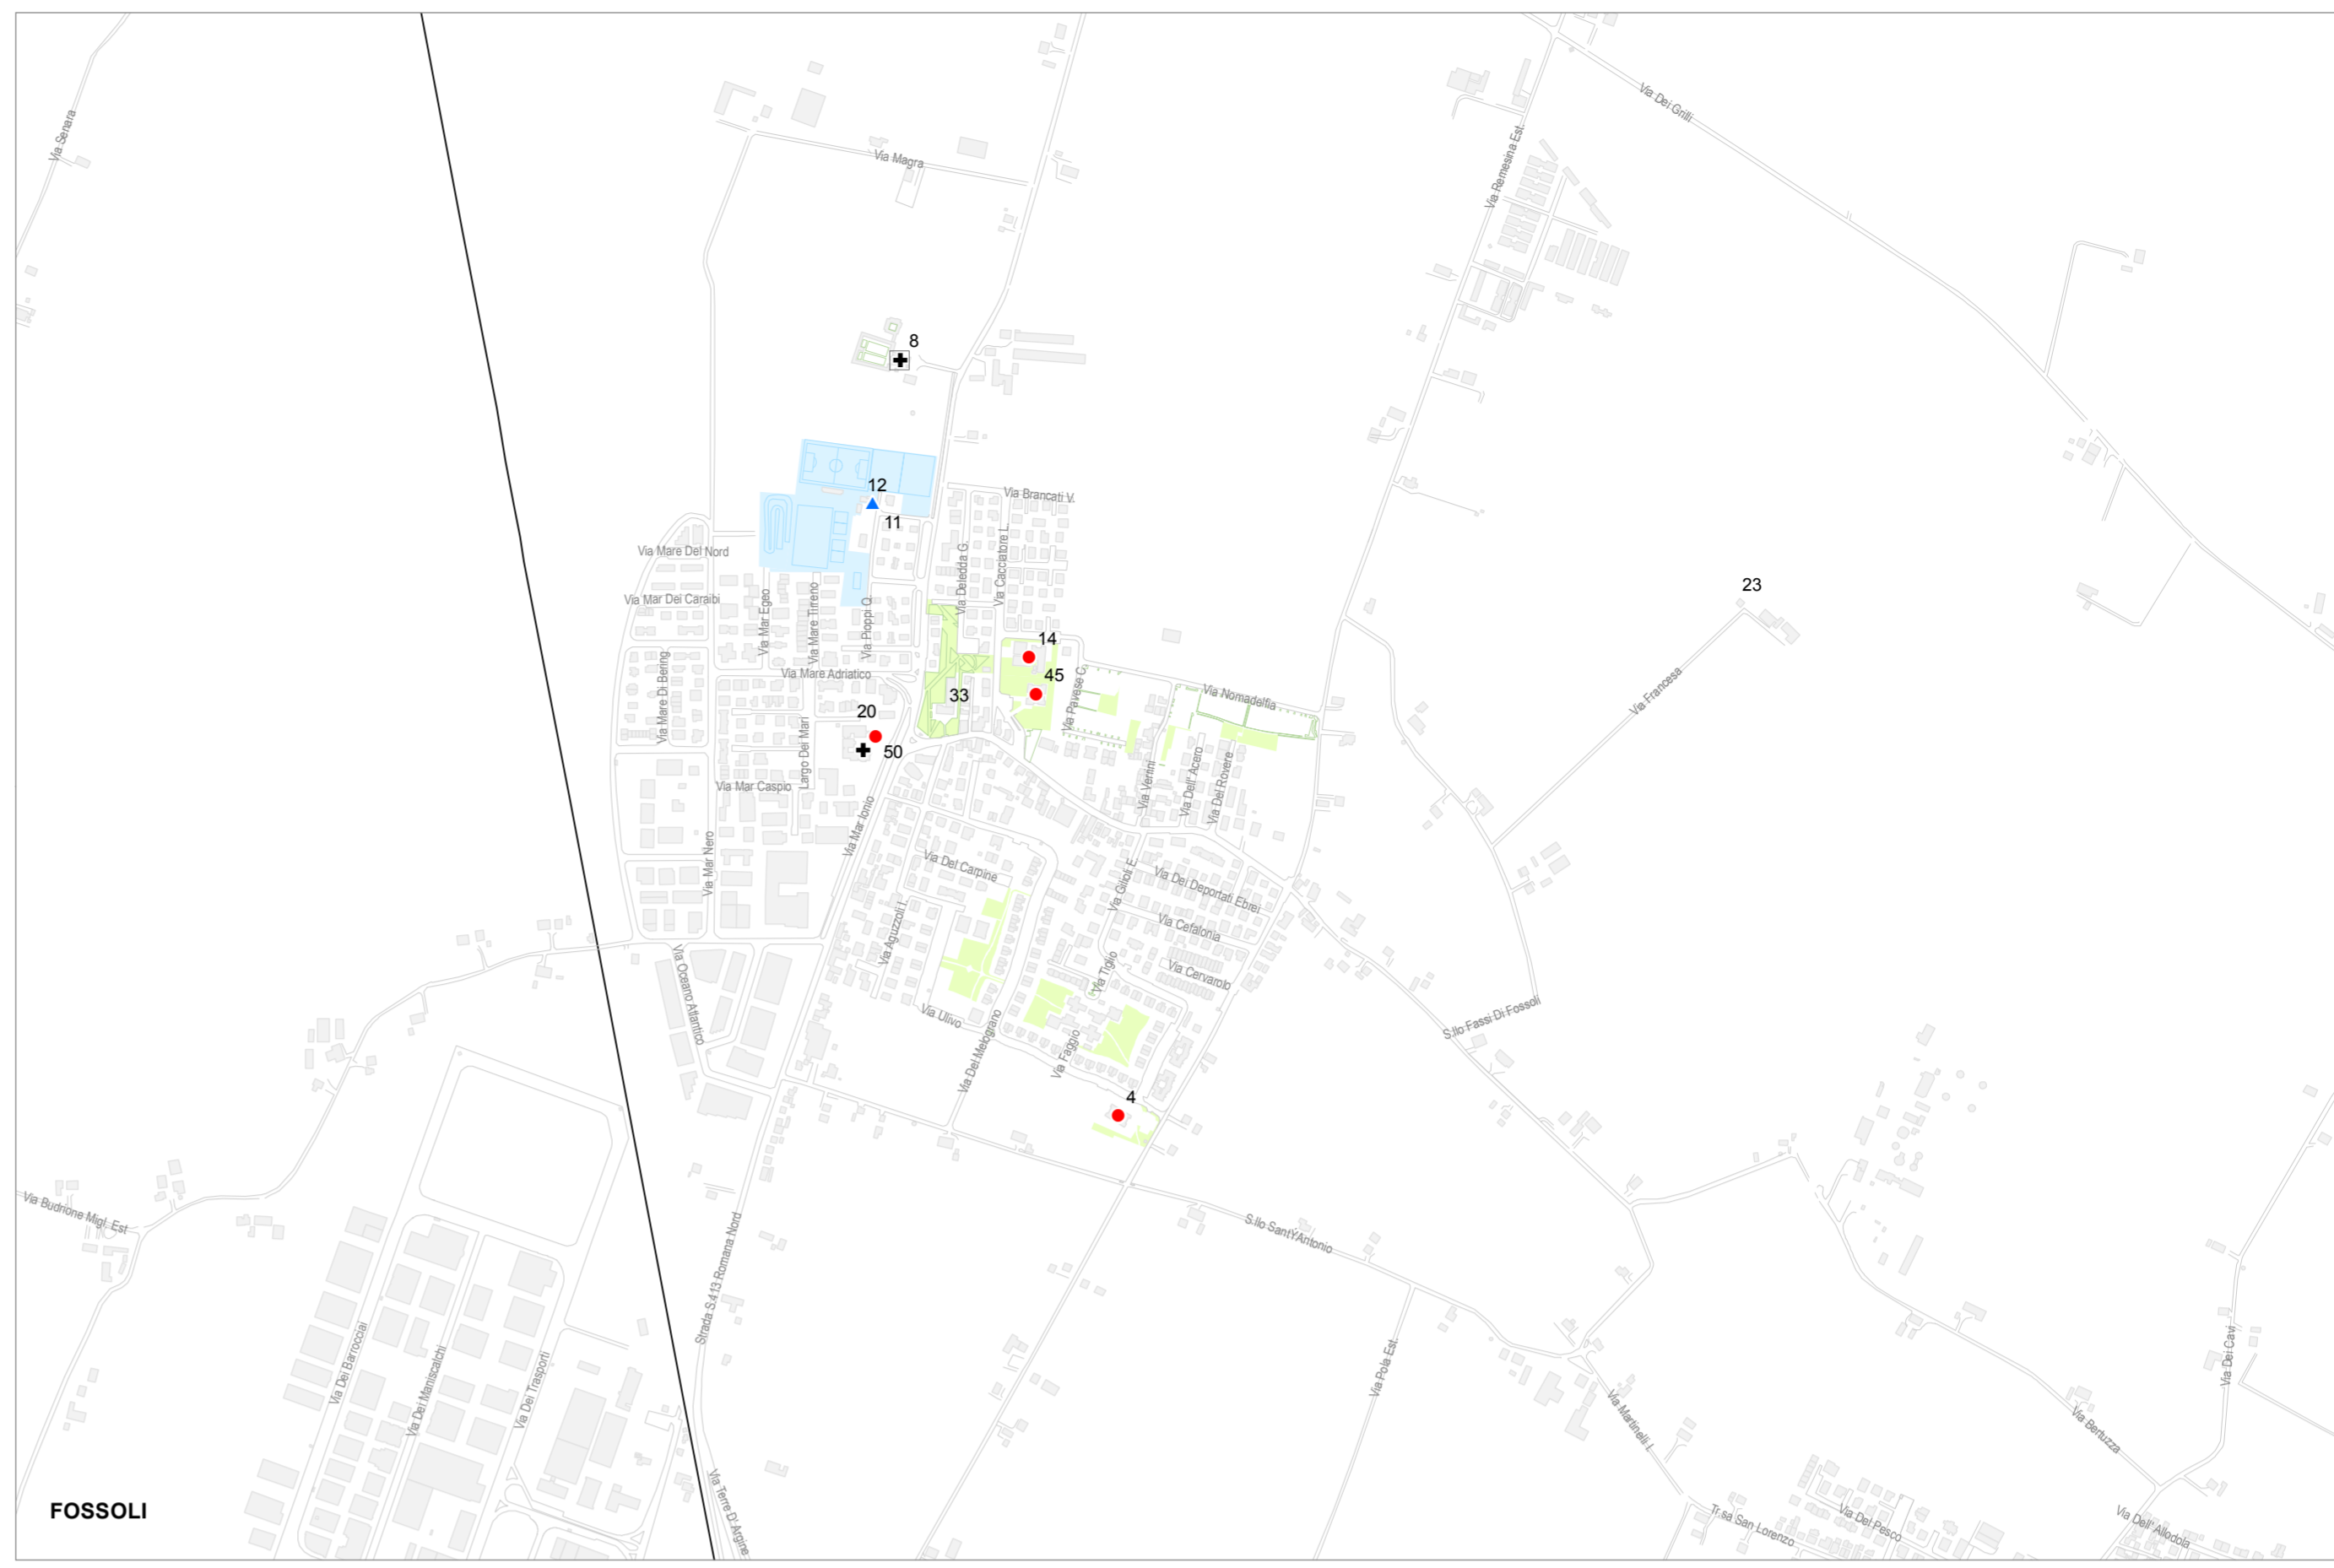 Via Dei Grilli
Via Senara
Via Remesina Est.
Via Magra
8
12
Via Brancati V.
11
Via Mare Del Nord
Via Deledda G.
Via Cacciatore L.
23
Via Mar Dei Caraibi
Via Mar Egeo
Via Mare Tirreno
Via Pioppi Q.
14
Via Mare Adriatico
45
Via Mare Di Bering
33
Via Pavese C.
Via Nomadelfia
Via Francesa
20
50
Largo Dei Mari
Via Mar Caspio
Via Verrini
Via Dell' Acero
Via Del Rovere
Via Mar Ionio
Via Mar Nero
Via Del Carpine
Via Gilioli E.
Via Dei Deportati Ebrei
Via Aguzzoli I.
Via Cefalonia
Via Cervarolo
Via Tiglio
Via Oceano Atlantico
Via Ulivo
Via Del Melograno
Via Faggio
S.llo Fassi Di Fossoli
4
Via Budrione Migl. Est
Strada S.413 Romana Nord
S.llo Sant'Y'Antonio
Via Dei Barrocciai
Via Dei Maniscalchi
Via Dei Trasporti
Via Pola Est.
Via Dei Cavi
Via Martinelli I.
Via Bertuzza
Via Terre D' Argine
FOSSOLI
Tr.sa San Lorenzo
Via Del Pesco
Via Dell' Allodola